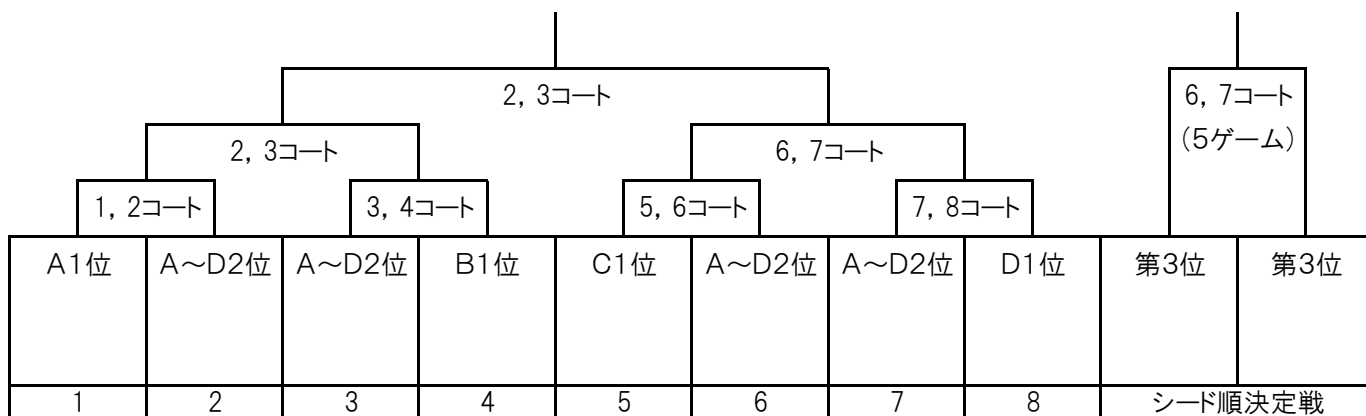 2, 3コート
6, 7コート
(5ゲーム)
2, 3コート
6, 7コート
1, 2コート
3, 4コート
5, 6コート
7, 8コート
A1位 A～D2位 A～D2位 B1位 C1位 A～D2位 A～D2位 D1位 第3位 第3位
1 2 3 4 5 6 7 8 シード順決定戦